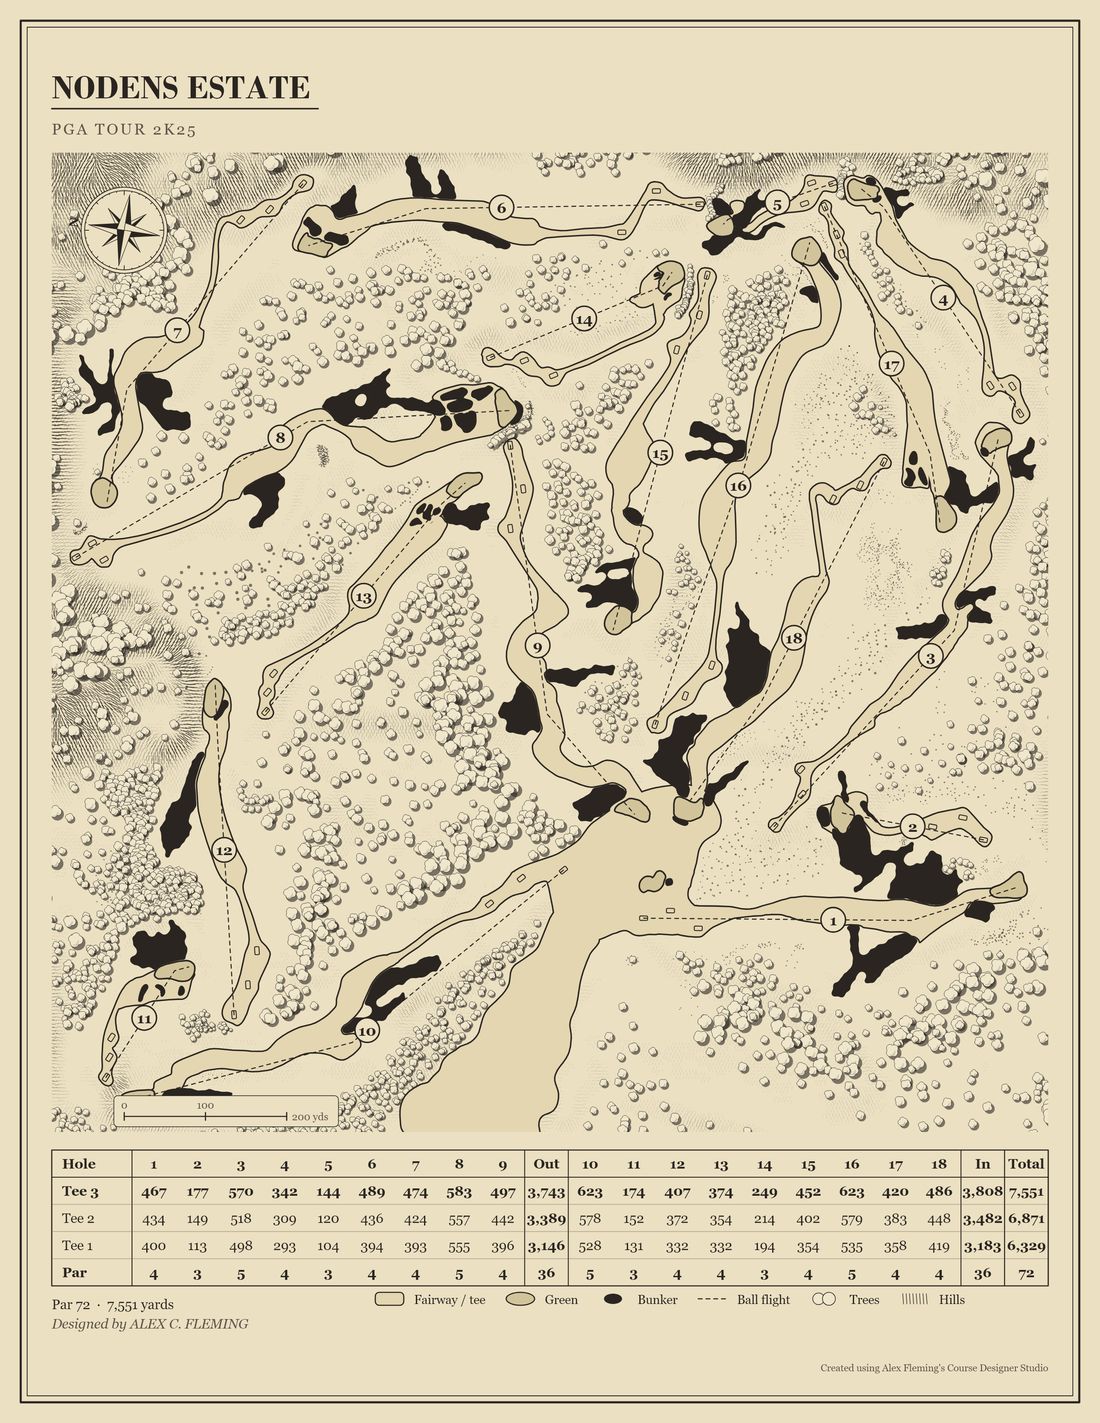 NODENS ESTATE
PGA TOUR 2K25
6
5
7
4
14
17
8
15
16
13
9
18
3
12
2
1
11
10
0 100 200 yds
Hole 1 2 3 4 5 6 7 8 9 Out 10 11 12 13 14 15 16 17 18 In Total
Tee 3 467 177 570 342 144 489 474 583 497 3,743 623 174 407 374 249 452 623 420 486 3,808 7,551
Tee 2 434 149 518 309 120 436 424 557 442 3,389 578 152 372 354 214 402 579 383 448 3,482 6,871
Tee 1 400 113 498 293 104 394 393 555 396 3,146 528 131 332 332 194 354 535 358 419 3,183 6,329
Par 4 3 5 4 3 4 4 5 4 36 5 3 4 4 3 4 5 4 4 36 72
Fairway / tee Green Bunker Ball flight Trees Hills
Par 72 · 7,551 yards
Designed by ALEX C. FLEMING
Created using Alex Fleming's Course Designer Studio